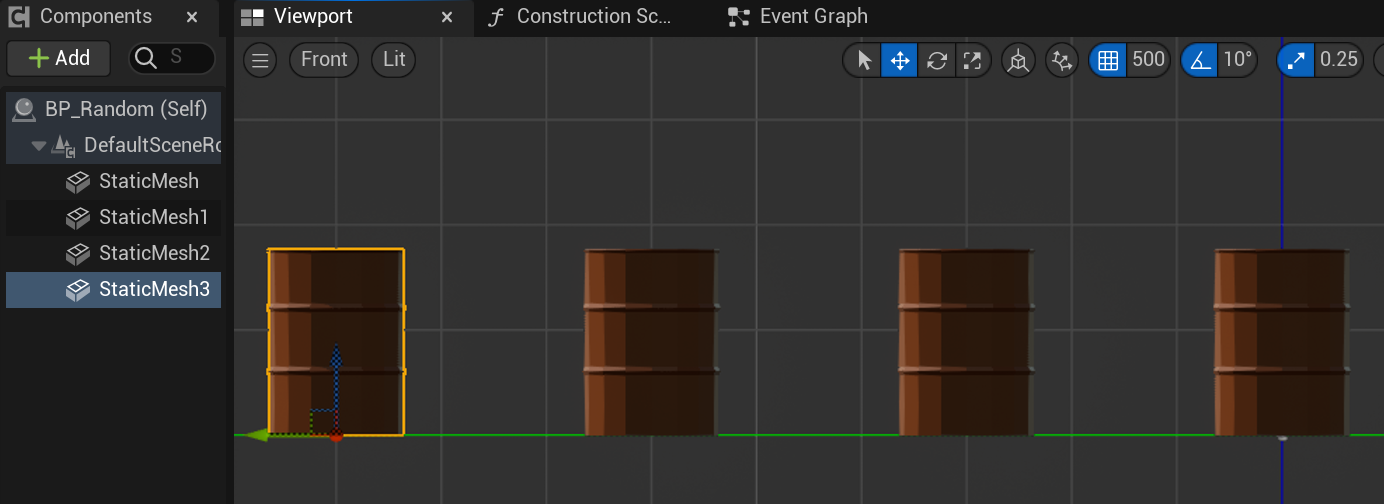 Components
Viewport
Construction Sc...
Event Graph
Add
S
Front
Lit
500
10°
0.25
BP_Random (Self)
DefaultSceneRo
StaticMesh
StaticMesh1
StaticMesh2
StaticMesh3